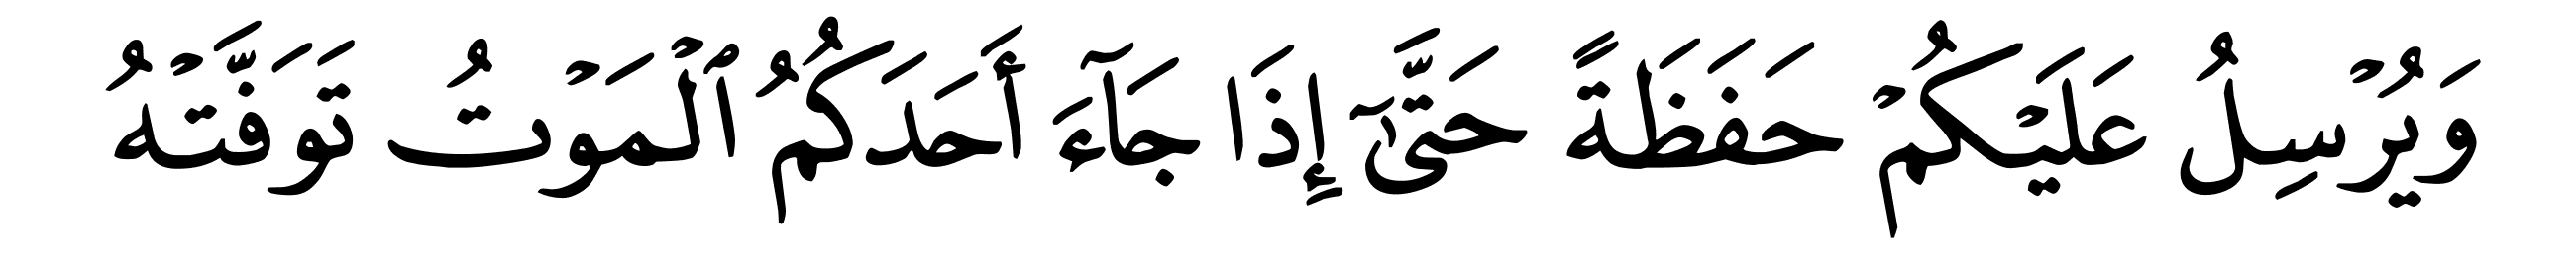 وَيُرْسِلُ عَلَيْكُمْ حَفَظَةً حَتَّىٰٓ إِذَا جَآءَ أَحَدَكُمُ ٱلْمَوْتُ تَوَفَّتْهُ